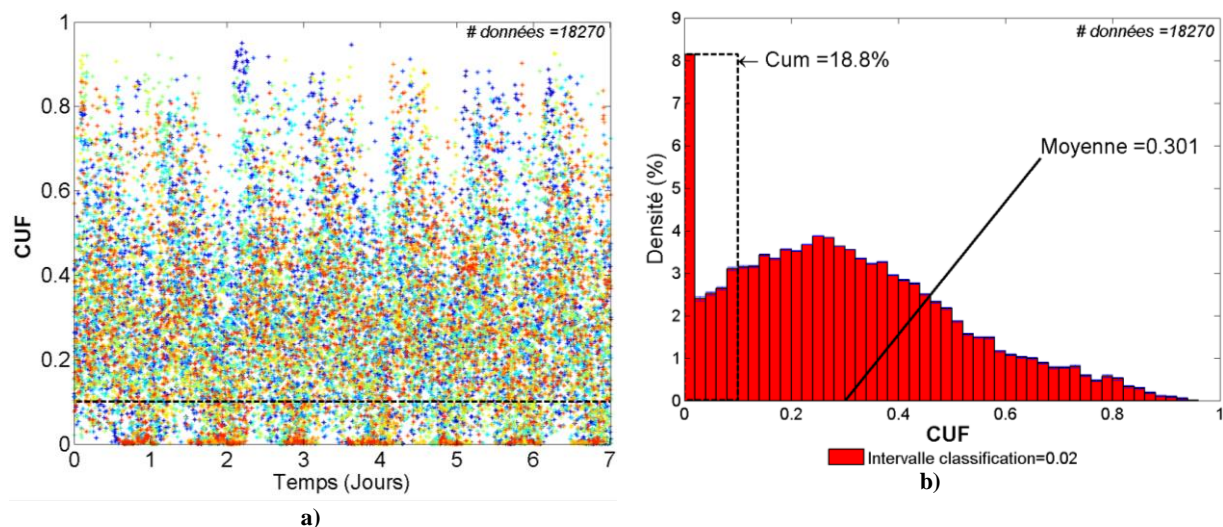 # données =18270
1
0.8
0.6
0.4
0.2
0
CUF
0 1 2 3 4 5 6 7
Temps (Jours)
a)
# données =18270
9
8
7
6
5
4
3
2
1
0
Densité (%)
← Cum =18.8%
Moyenne =0.301
0 0.2 0.4 0.6 0.8 1
CUF
Intervalle classification=0.02
b)